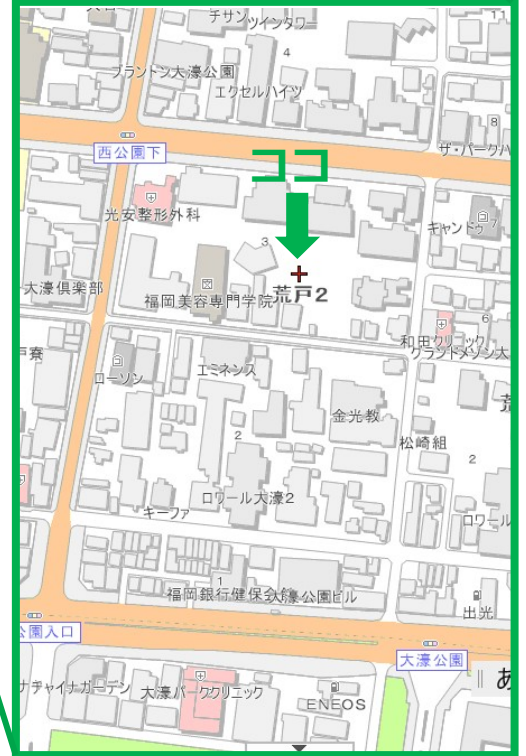 チサンツインタワー
4
ブラントン大濠公園
エクセルハイツ
8
西公園下
ザ・パークハ
ココ
光安整形外科
キャンドゥ
7
3
大濠倶楽部
福岡美容専門学院
荒戸2
6
和田クリニック
グランドメゾン大
戸寮
ローソン
エミネンス
荒
金光教
2
松崎組
2
ロワール大濠2
キーファ
ロワール
1
福岡銀行健保会館
大濠公園ビル
出光
公園入口
大濠公園
あ
ナチャイナガーデン
大濠パーククリニック
ENEOS